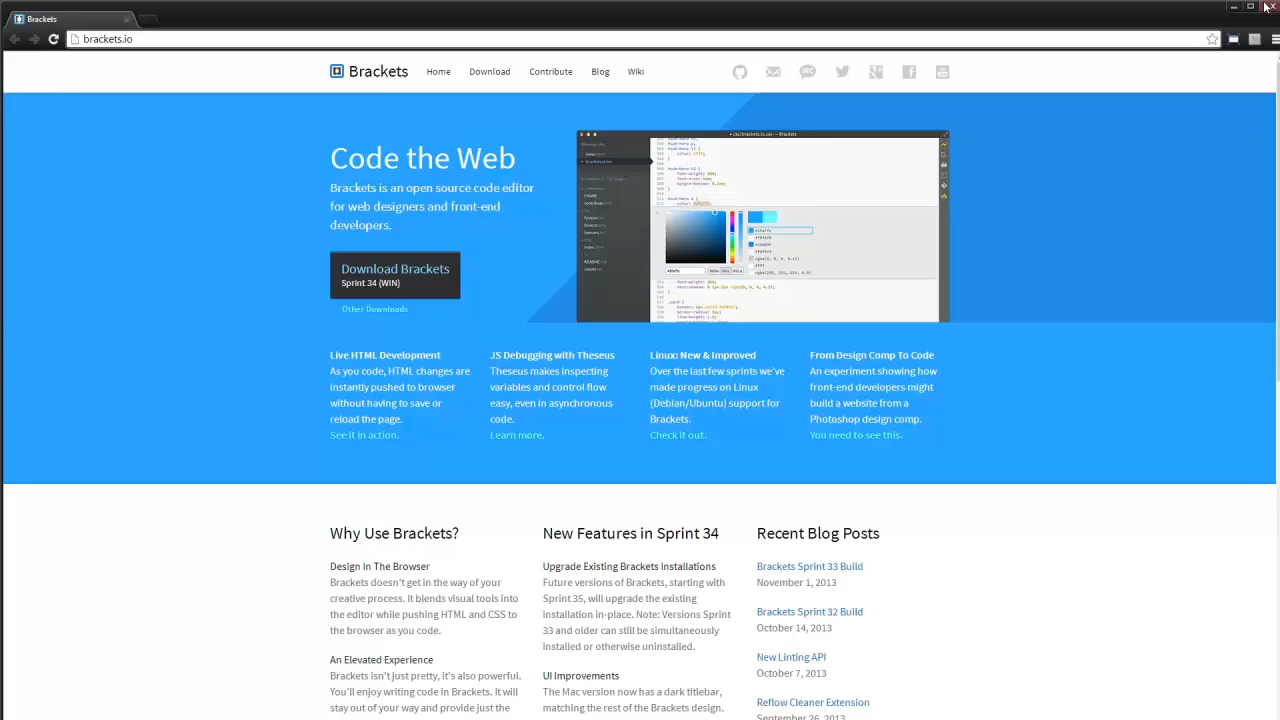 Brackets
brackets.io
Brackets Home Download Contribute Blog Wiki
Code the Web
Brackets is an open source code editor
for web designers and front-end
developers.
Download Brackets
Sprint 34 (WIN)
Other Downloads
Live HTML Development
As you code, HTML changes are
instantly pushed to browser
without having to save or
reload the page.
See it in action.
JS Debugging with Theseus
Theseus makes inspecting
variables and control flow
easy, even in asynchronous
code.
Learn more.
Linux: New & Improved
Over the last few sprints we've
made progress on Linux
(Debian/Ubuntu) support for
Brackets.
Check it out.
From Design Comp To Code
An experiment showing how
front-end developers might
build a website from a
Photoshop design comp.
You need to see this.
Why Use Brackets?
Design In The Browser
Brackets doesn't get in the way of your
creative process. It blends visual tools into
the editor while pushing HTML and CSS to
the browser as you code.
An Elevated Experience
Brackets isn't just pretty, it's also powerful.
You'll enjoy writing code in Brackets. It will
stay out of your way and provide just the
New Features in Sprint 34
Upgrade Existing Brackets Installations
Future versions of Brackets, starting with
Sprint 35, will upgrade the existing
installation in-place. Note: Versions Sprint
33 and older can still be simultaneously
installed or otherwise uninstalled.
UI Improvements
The Mac version now has a dark titlebar,
matching the rest of the Brackets design.
Recent Blog Posts
Brackets Sprint 33 Build
November 1, 2013
Brackets Sprint 32 Build
October 14, 2013
New Linting API
October 7, 2013
Reflow Cleaner Extension
September 26, 2013